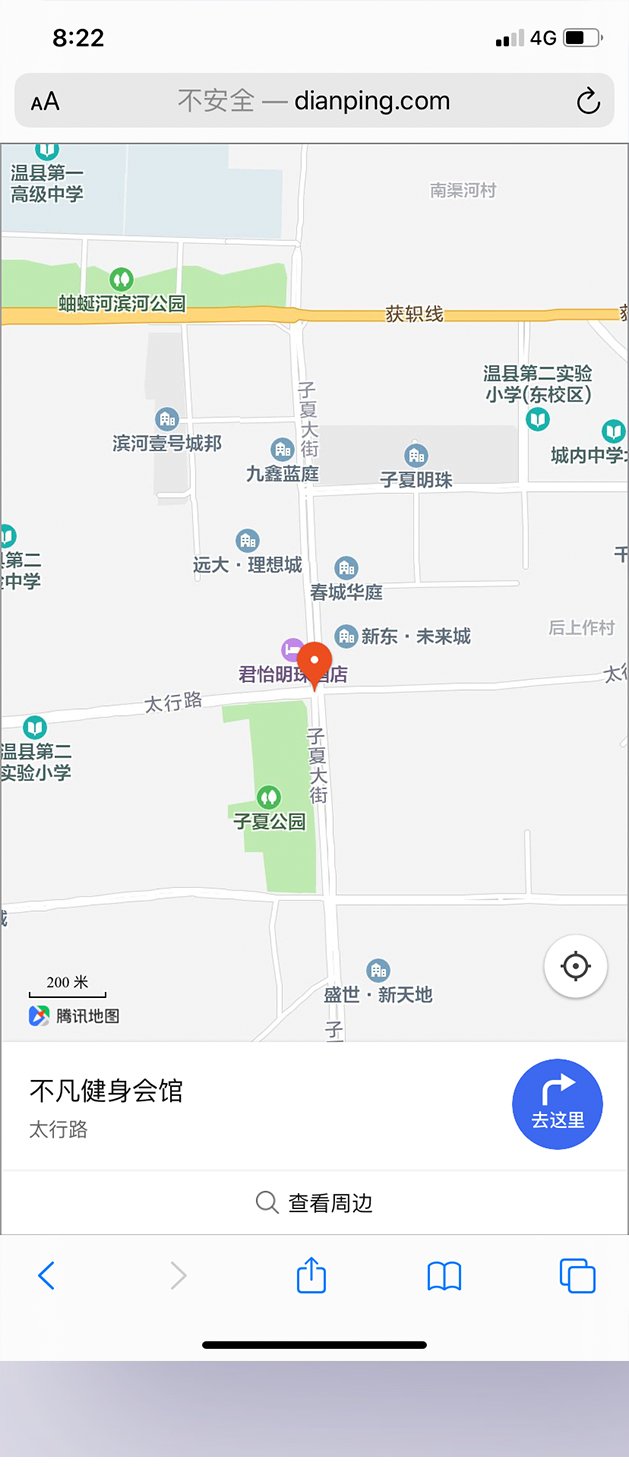 8:22
4G
AA
不安全 — dianping.com
温县第一
高级中学
南渠河村
蚰蜒河滨河公园
获轵线
子夏大街
温县第二实验
小学(东校区)
滨河壹号城邦
九鑫蓝庭
子夏明珠
城内中学
县第二
中学
远大·理想城
春城华庭
新东·未来城
后上作村
君怡明珠酒店
太行路
子夏大街
温县第二
实验小学
子夏公园
城
200 米
腾讯地图
盛世·新天地
子
不凡健身会馆
太行路
去这里
查看周边